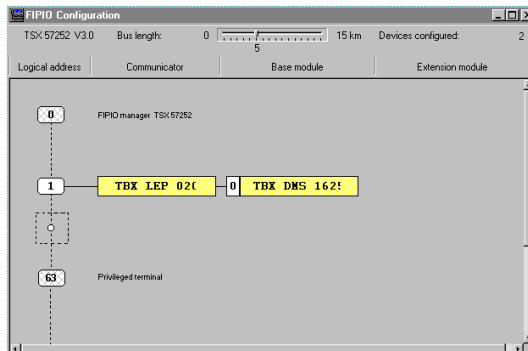 FIPIO Configuration
TSX 57252 V3.0 Bus length: 0 15 km Devices configured: 2
5
Logical address Communicator Base module Extension module
0 FIPIO manager TSX 57252
1 TBX LEP 020 0 TBX DMS 1625
63 Privileged terminal